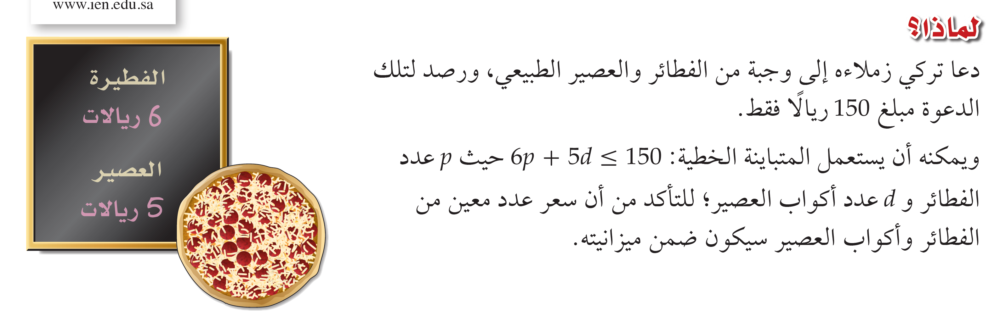 www.ien.edu.sa
لماذا؟
دعا تركي زملاءه إلى وجبة من الفطائر والعصير الطبيعي، ورصد لتلك
الدعوة مبلغ 150 ريالًا فقط.
ويمكنه أن يستعمل المتباينة الخطية: 6p + 5d ≤ 150 حيث p عدد
الفطائر و d عدد أكواب العصير؛ للتأكد من أن سعر عدد معين من
الفطائر وأكواب العصير سيكون ضمن ميزانيته.
الفطيرة
6 ريالات
العصير
5 ريالات